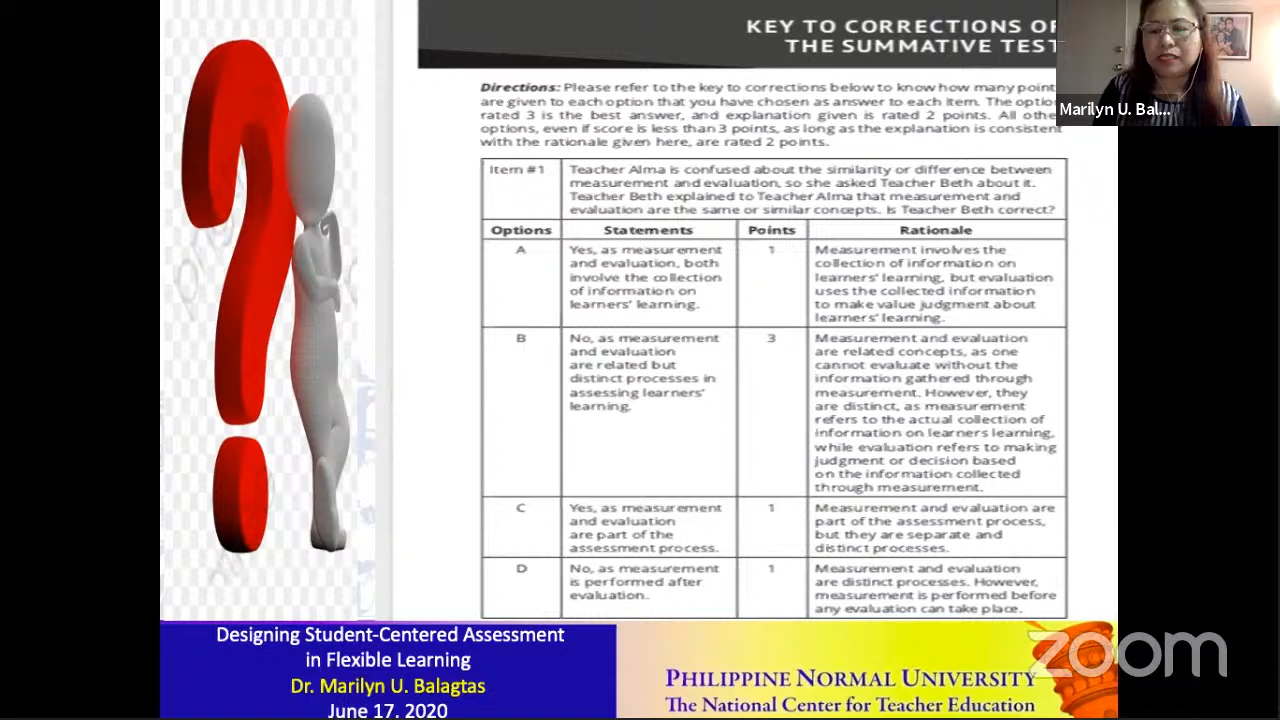 KEY TO CORRECTIONS OF
THE SUMMATIVE TEST
Marilyn U. Bal...
Directions: Please refer to the key to corrections below to know how many point
are given to each option that you have chosen as answer to each item. The optio
rated 3 is the best answer, and explanation given is rated 2 points. All othe
options, even if score is less than 3 points, as long as the explanation is consistent
with the rationale given here, are rated 2 points.
Item #1
Teacher Alma is confused about the similarity or difference between
measurement and evaluation, so she asked Teacher Beth about it.
Teacher Beth explained to Teacher Alma that measurement and
evaluation are the same or similar concepts. Is Teacher Beth correct?
Options Statements Points Rationale
A
Yes, as measurement
and evaluation, both
involve the collection
of information on
learners' learning.
1
Measurement involves the
collection of information on
learners' learning, but evaluation
uses the collected information
to make value judgment about
learners' learning.
B
No, as measurement
and evaluation
are related but
distinct processes in
assessing learners'
learning.
3
Measurement and evaluation
are related concepts, as one
cannot evaluate without the
information gathered through
measurement. However, they
are distinct, as measurement
refers to the actual collection of
information on learners learning,
while evaluation refers to making
judgment or decision based
on the information collected
through measurement.
C
Yes, as measurement
and evaluation
are part of the
assessment process.
1
Measurement and evaluation are
part of the assessment process,
but they are separate and
distinct processes.
D
No, as measurement
is performed after
evaluation.
1
Measurement and evaluation
are distinct processes. However,
measurement is performed before
any evaluation can take place.
Designing Student-Centered Assessment
in Flexible Learning
Dr. Marilyn U. Balagtas
June 17, 2020
PHILIPPINE NORMAL UNIVERSITY
The National Center for Teacher Education
zoom